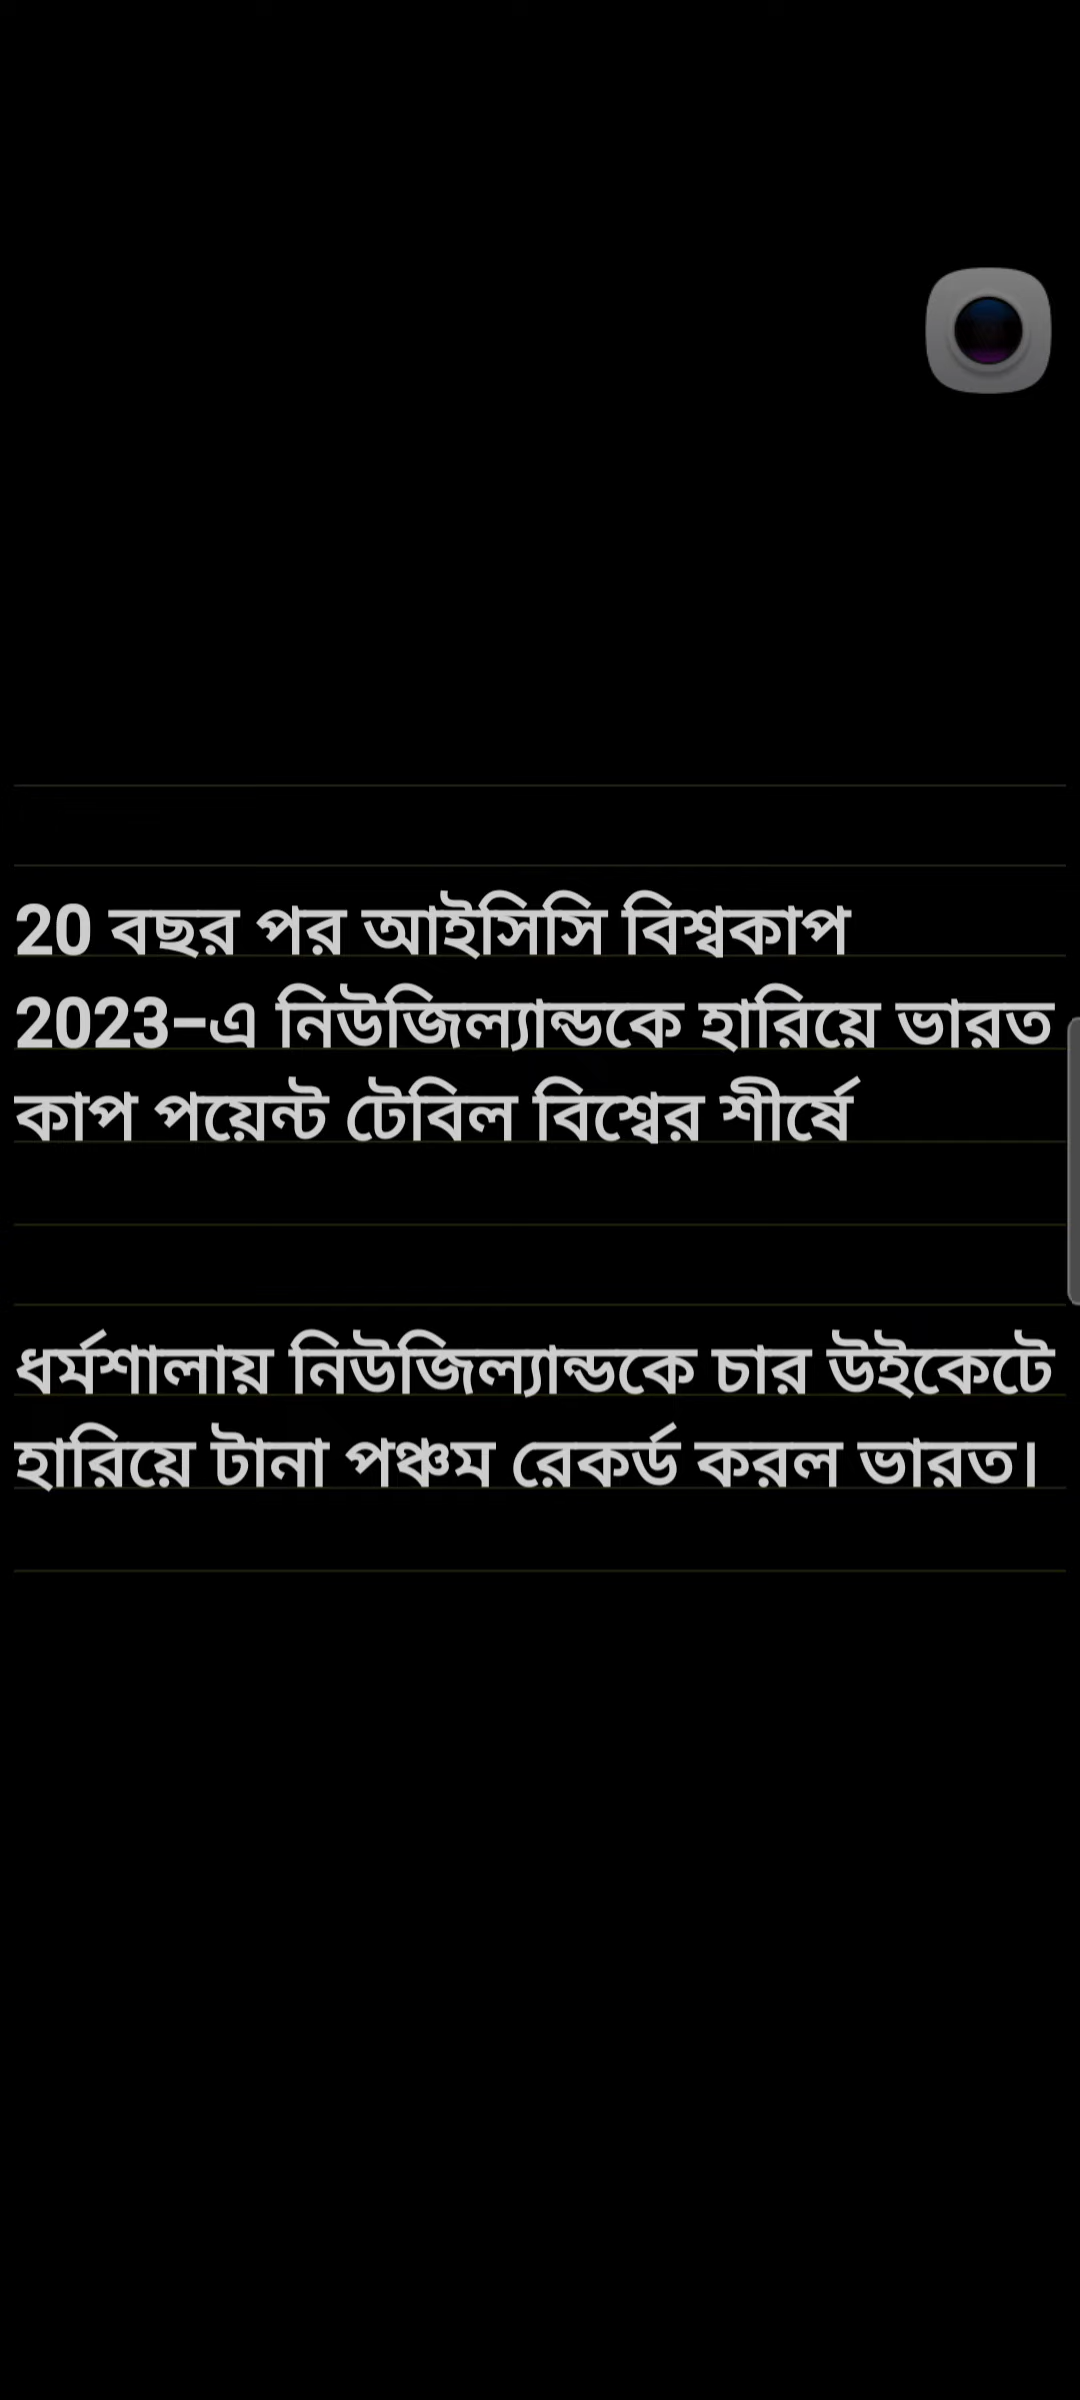 20 বছর পর আইসিসি বিশ্বকাপ
2023–এ নিউজিল্যান্ডকে হারিয়ে ভারত
কাপ পয়েন্ট টেবিল বিশ্বের শীর্ষে
ধর্মশালায় নিউজিল্যান্ডকে চার উইকেটে
হারিয়ে টানা পঞ্চম রেকর্ড করল ভারত।